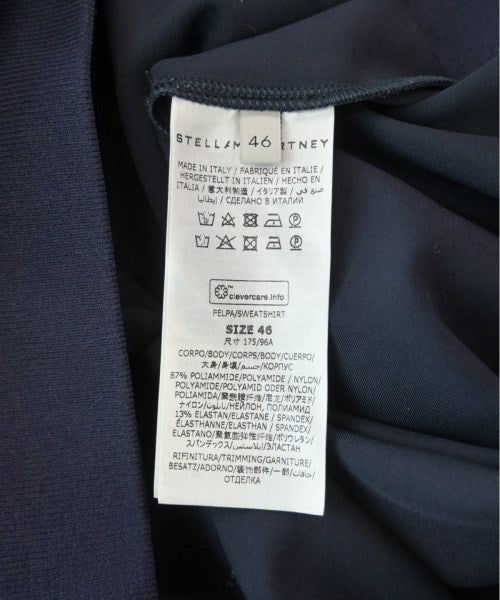 STELLAM RTNEY
46
MADE IN ITALY / FABRIQUÉ EN ITALIE /
HERGESTELLT IN ITALIEN / HECHO EN
ITALIA / 意大利制造 / イタリア製 / صنع في
إيطاليا / СДЕЛАНО В ИТАЛИИ
clevercare.info
FELPA/SWEATSHIRT
SIZE 46
尺寸 175/96A
CORPO/BODY/CORPS/BODY/CUERPO/
大身/身頃/جسم/КОРПУС
87% POLIAMMIDE/POLYAMIDE / NYLON/
POLYAMIDE/POLYAMID ODER NYLON/
POLIAMIDA/聚酰胺纤维/尼龙/ポリアミド/
ナイロン/بنايلون/НЕЙЛОН, ПОЛИАМИД
13% ELASTAN/ELASTANE / SPANDEX/
ÉLASTHANNE/ELASTHAN / SPANDEX/
ELASTANO/聚氨酯弹性纤维/ポリウレタン/
スパンデックス/إيلاستين/ЭЛАСТАН
RIFINITURA/TRIMMING/GARNITURE/
BESATZ/ADORNO/装饰部件/一部/حافات/
ОТДЕЛКА